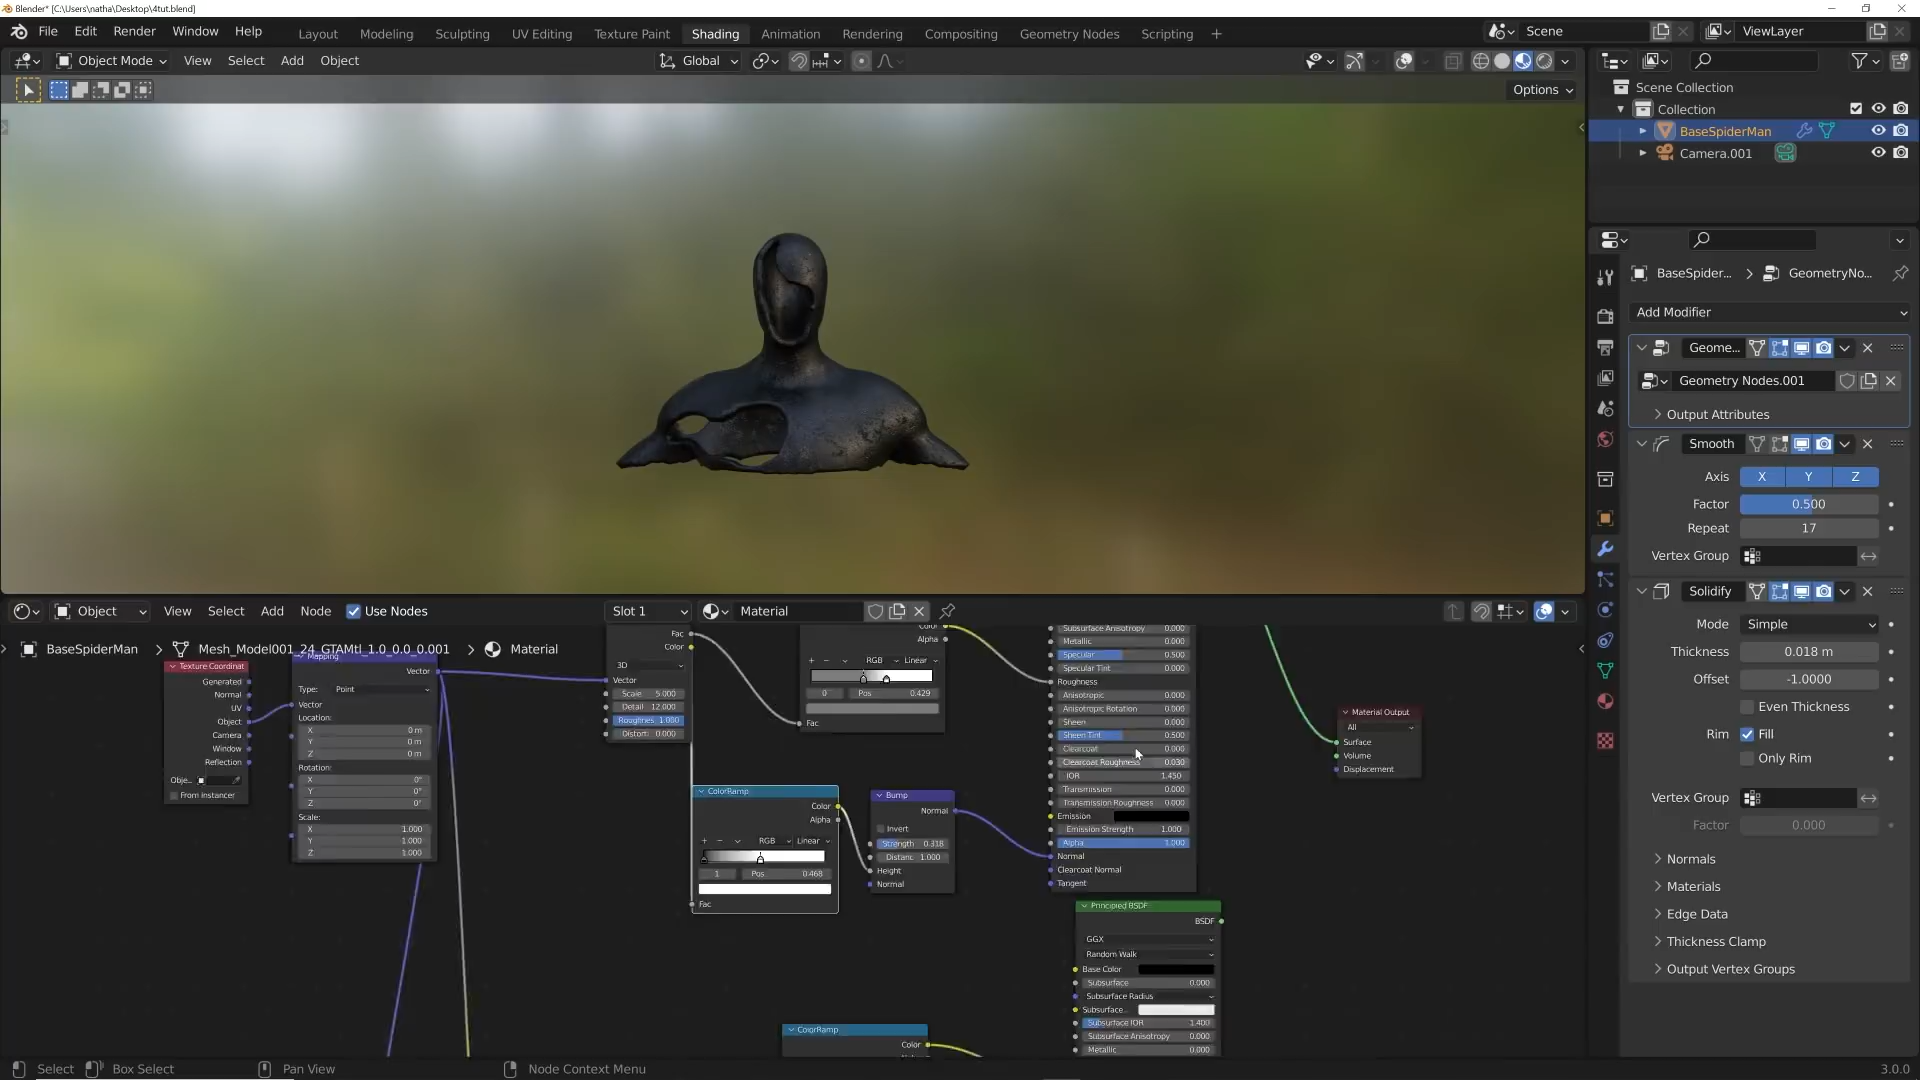 Blender* [C:\Users\natha\Desktop\4tut.blend]
File Edit Render Window Help
Layout Modeling Sculpting UV Editing Texture Paint Shading Animation Rendering Compositing Geometry Nodes Scripting +
Scene
ViewLayer
Object Mode View Select Add Object
Global
Options
Scene Collection
Collection
BaseSpiderMan
Camera.001
BaseSpider...
GeometryNo...
Add Modifier
Geome...
Geometry Nodes.001
Output Attributes
Smooth
Axis X Y Z
Factor 0.500
Repeat 17
Vertex Group
Solidify
Mode Simple
Thickness 0.018 m
Offset -1.0000
Even Thickness
Rim Fill
Only Rim
Vertex Group
Factor 0.000
Normals
Materials
Edge Data
Thickness Clamp
Output Vertex Groups
Object View Select Add Node Use Nodes
Slot 1
Material
BaseSpiderMan
Mesh_Model001_24_GTAMtl_1.0_0.0_0.001
Material
Texture Coordinat
Generated
Normal
UV
Object
Camera
Window
Reflection
Obje..
From Instancer
Mapping
Vector
Type: Point
Vector
Location:
X 0 m
Y 0 m
Z 0 m
Rotation:
X 0°
Y 0°
Z 0°
Scale:
X 1.000
Y 1.000
Z 1.000
Fac
Color
3D
Vector
Scale 5.000
Detail 12.000
Roughnes 1.000
Distorti 0.000
Color
Alpha
+ − RGB Linear
0 Pos 0.429
Fac
ColorRamp
Color
Alpha
+ − RGB Linear
1 Pos 0.468
Fac
Bump
Normal
Invert
Strength 0.318
Distanc 1.000
Height
Normal
Subsurface Anisotropy 0.000
Metallic 0.000
Specular 0.500
Specular Tint 0.000
Roughness
Anisotropic 0.000
Anisotropic Rotation 0.000
Sheen 0.000
Sheen Tint 0.500
Clearcoat 0.000
Clearcoat Roughness 0.030
IOR 1.450
Transmission 0.000
Transmission Roughness 0.000
Emission
Emission Strength 1.000
Alpha 1.000
Normal
Clearcoat Normal
Tangent
Material Output
All
Surface
Volume
Displacement
Principled BSDF
BSDF
GGX
Random Walk
Base Color
Subsurface 0.000
Subsurface Radius
Subsurface..
Subsurface IOR 1.400
Subsurface Anisotropy 0.000
Metallic 0.000
ColorRamp
Color
Select Box Select Pan View Node Context Menu
3.0.0